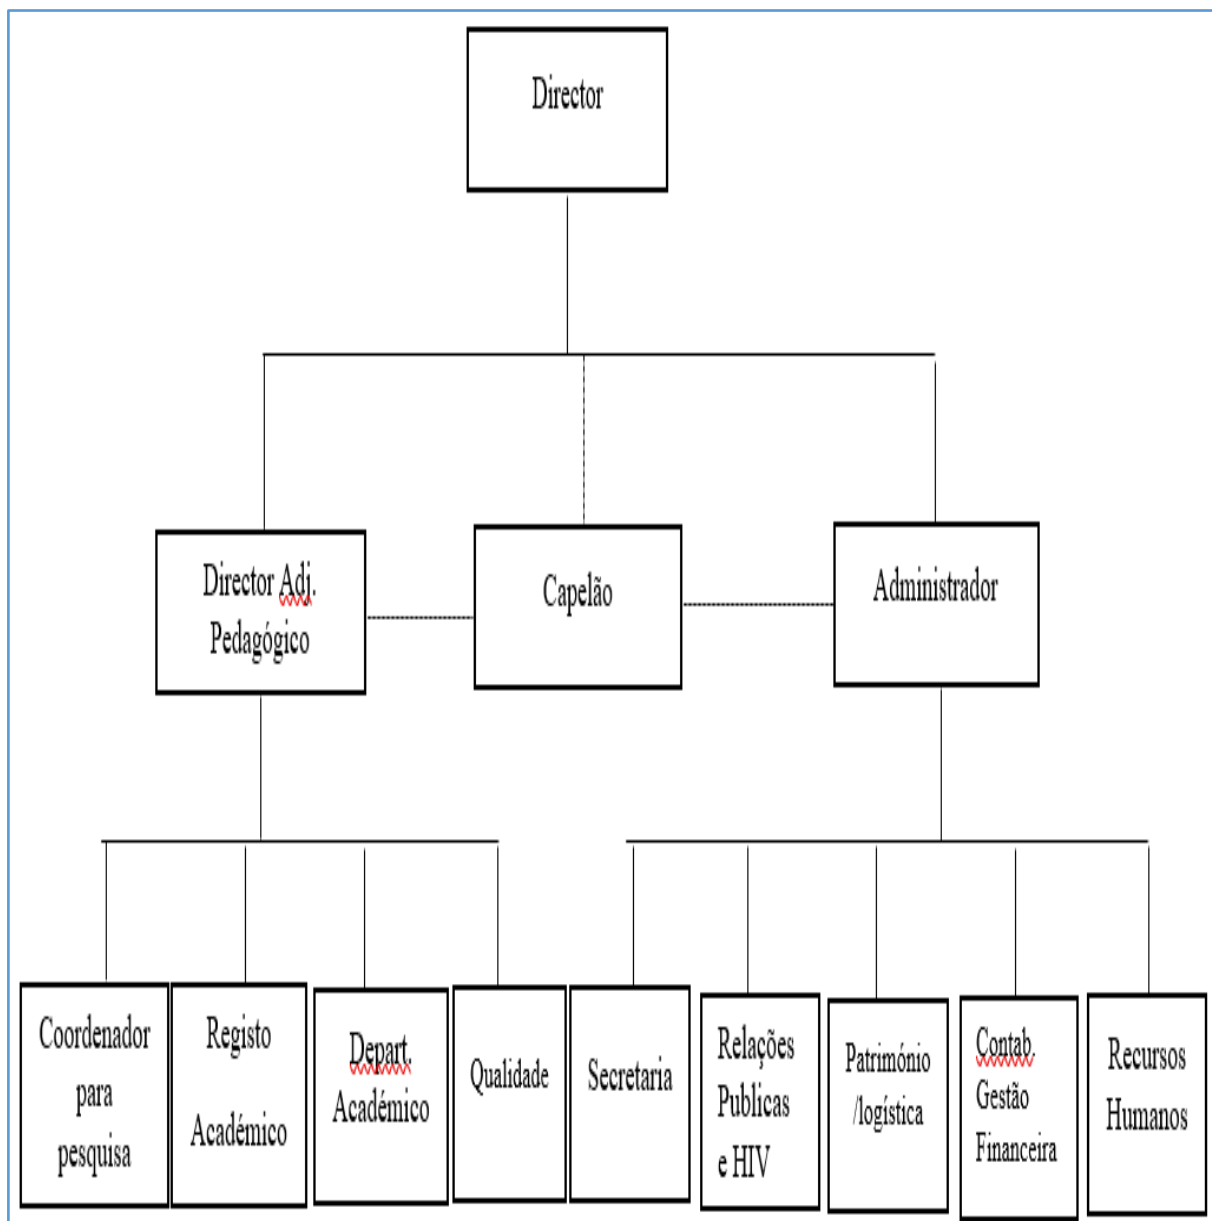 Director
Director Adj.
Pedagógico
Capelão
Administrador
Coordenador
para
pesquisa
Registo
Académico
Depart.
Académico
Qualidade
Secretaria
Relações
Publicas
e HIV
Património
/logística
Contab.
Gestão
Financeira
Recursos
Humanos